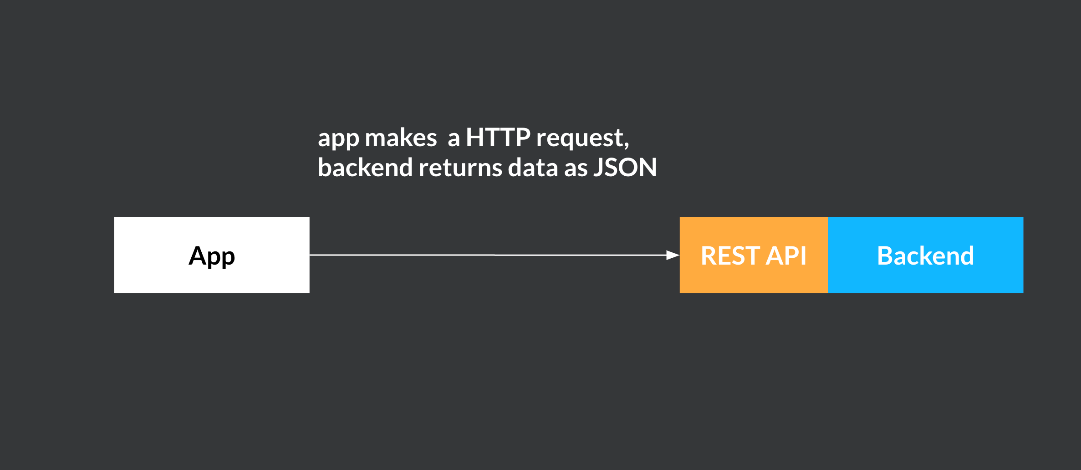 app makes  a HTTP request,
backend returns data as JSON
App
REST API
Backend